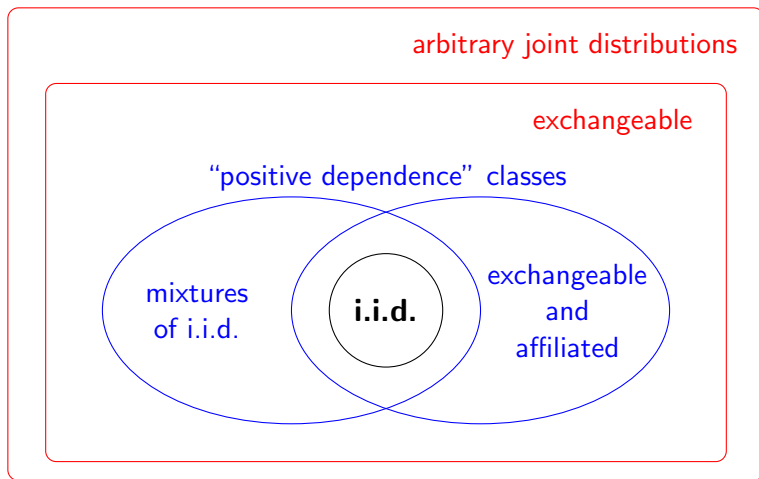 arbitrary joint distributions
exchangeable
“positive dependence” classes
mixtures
of i.i.d.
i.i.d.
exchangeable
and
affiliated